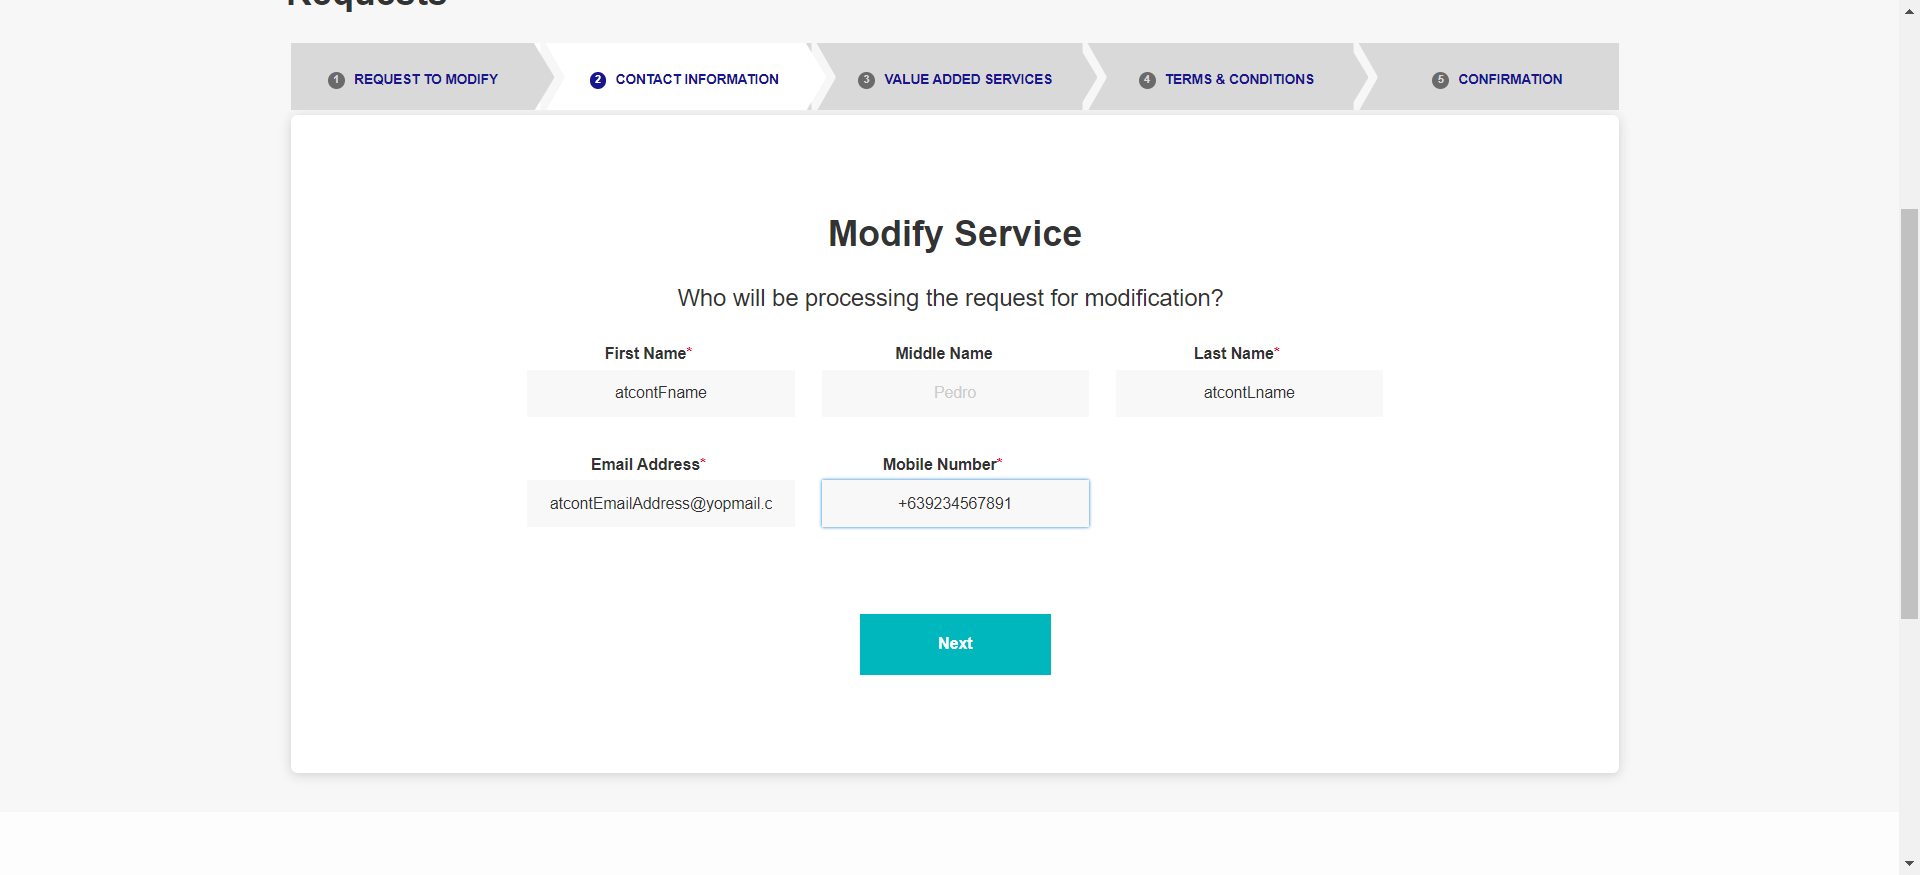 Requests
1 REQUEST TO MODIFY
2 CONTACT INFORMATION
3 VALUE ADDED SERVICES
4 TERMS & CONDITIONS
5 CONFIRMATION
Modify Service
Who will be processing the request for modification?
First Name* Middle Name Last Name*
atcontFname Pedro atcontLname
Email Address* Mobile Number*
atcontEmailAddress@yopmail.c +639234567891
Next